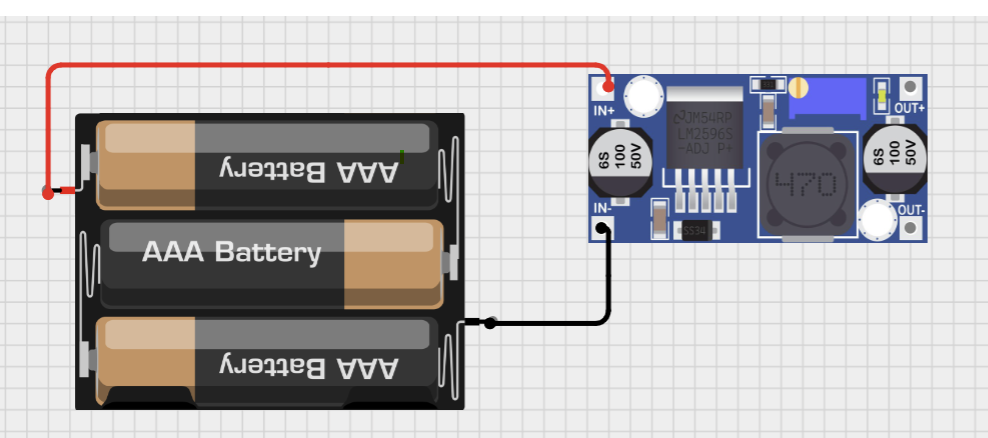 AAA Battery
AAA Battery
AAA Battery
IN+
IN-
6S
100
50V
JM54RP
LM2596S
-ADJ P+
470
SS34
6S
100
50V
OUT+
OUT-